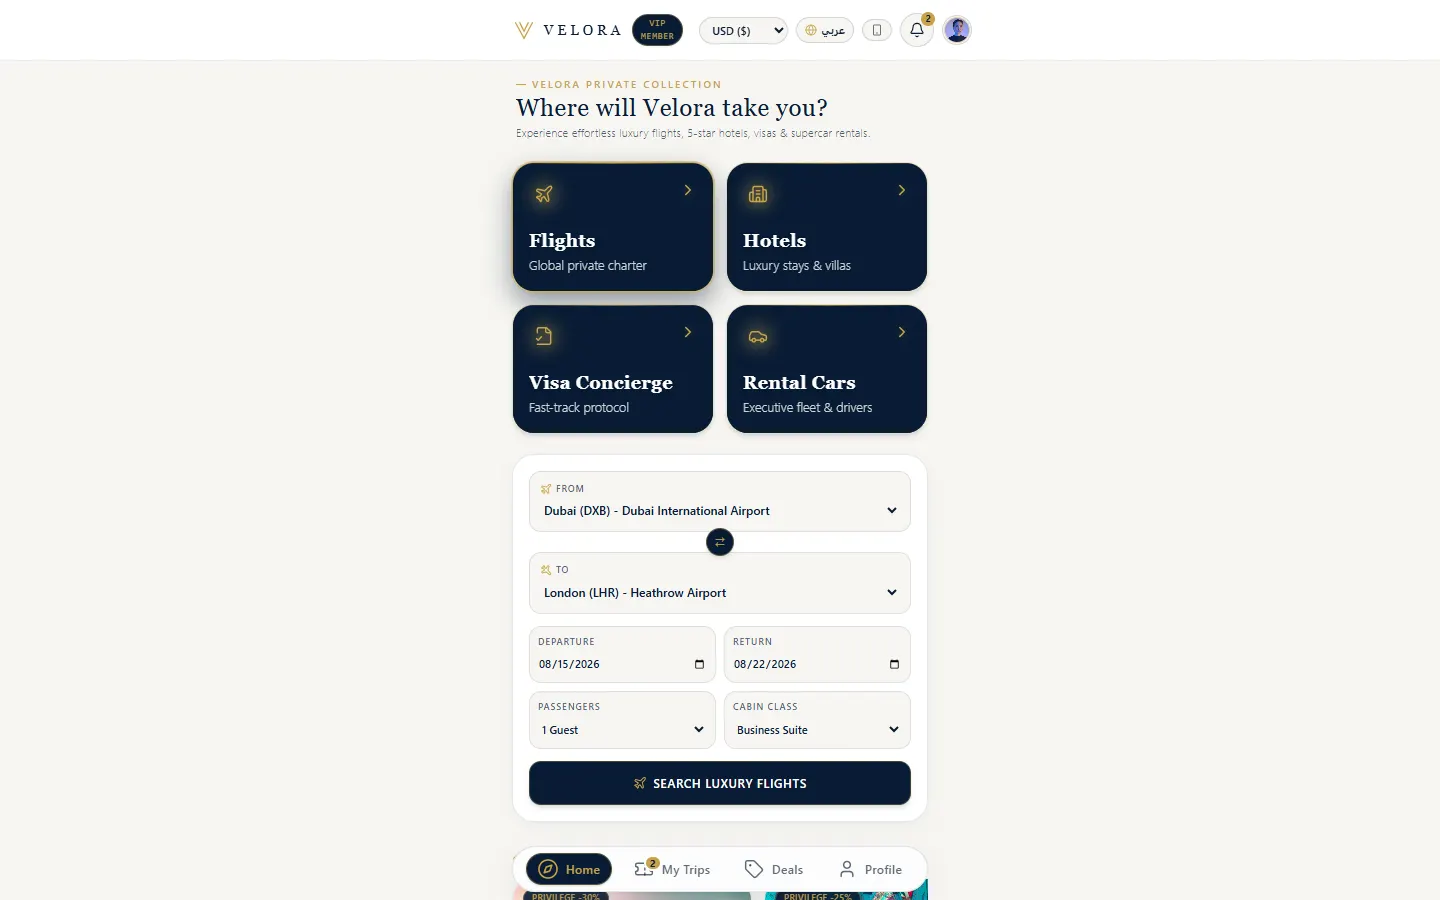 VELORA
VIP MEMBER
USD ($)
عربي
2
— VELORA PRIVATE COLLECTION
Where will Velora take you?
Experience effortless luxury flights, 5-star hotels, visas & supercar rentals.
Flights
Global private charter
Hotels
Luxury stays & villas
Visa Concierge
Fast-track protocol
Rental Cars
Executive fleet & drivers
FROM
Dubai (DXB) - Dubai International Airport
TO
London (LHR) - Heathrow Airport
DEPARTURE
08/15/2026
RETURN
08/22/2026
PASSENGERS
1 Guest
CABIN CLASS
Business Suite
SEARCH LUXURY FLIGHTS
Home
2
My Trips
Deals
Profile
PRIVILEGE -30%
PRIVILEGE -25%